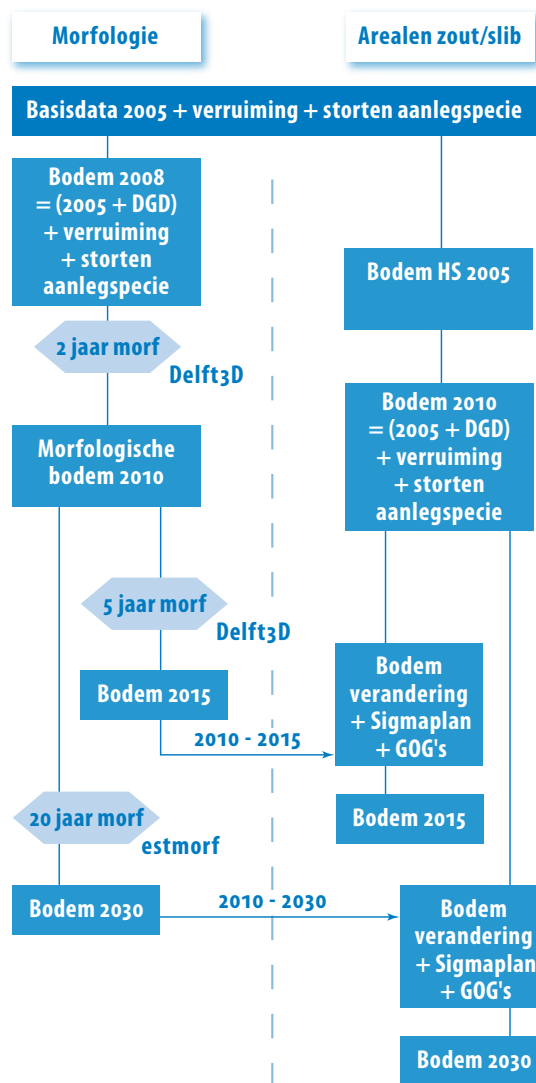 Morfologie
Arealen zout/slib
Basisdata 2005 + verruiming + storten aanlegspecie
Bodem 2008
= (2005 + DGD)
+ verruiming
+ storten
aanlegspecie
Bodem HS 2005
2 jaar morf
Delft3D
Bodem 2010
= (2005 + DGD)
+ verruiming
+ storten
aanlegspecie
Morfologische
bodem 2010
5 jaar morf
Delft3D
Bodem 2015
2010 - 2015
Bodem
verandering
+ Sigmaplan
+ GOG's
Bodem 2015
20 jaar morf
estmorf
Bodem 2030
2010 - 2030
Bodem
verandering
+ Sigmaplan
+ GOG's
Bodem 2030